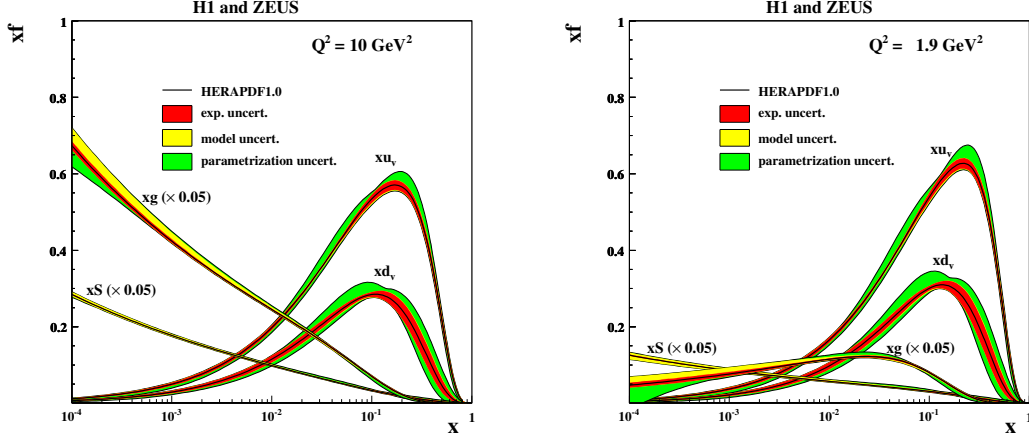 H1 and ZEUS
xf
Q² = 10 GeV²
HERAPDF1.0
exp. uncert.
model uncert.
parametrization uncert.
xuᵥ
xg (× 0.05)
xS (× 0.05)
xdᵥ
1
0.8
0.6
0.4
0.2
10⁻⁴
10⁻³
10⁻²
10⁻¹
1
x
H1 and ZEUS
xf
Q² = 1.9 GeV²
HERAPDF1.0
exp. uncert.
model uncert.
parametrization uncert.
xuᵥ
xdᵥ
xS (× 0.05)
xg (× 0.05)
1
0.8
0.6
0.4
0.2
10⁻⁴
10⁻³
10⁻²
10⁻¹
1
x